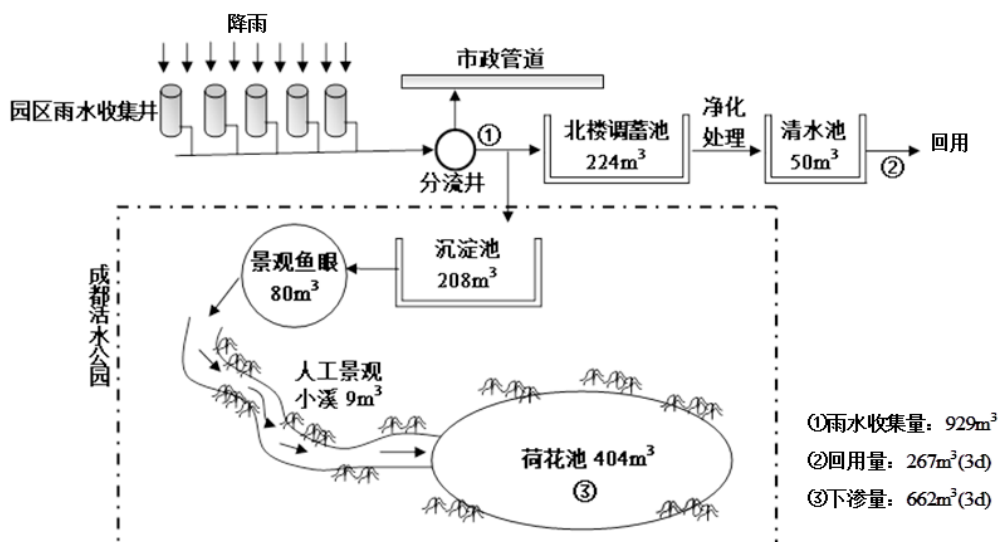 降雨
市政管道
园区雨水收集井
①
分流井
北楼调蓄池
224m³
净化
处理
清水池
50m³
②
回用
成都活水公园
沉淀池
208m³
景观鱼眼
80m³
人工景观
小溪 9m³
荷花池 404m³
③
①雨水收集量：929m³
②回用量：267m³(3d)
③下渗量：662m³(3d)